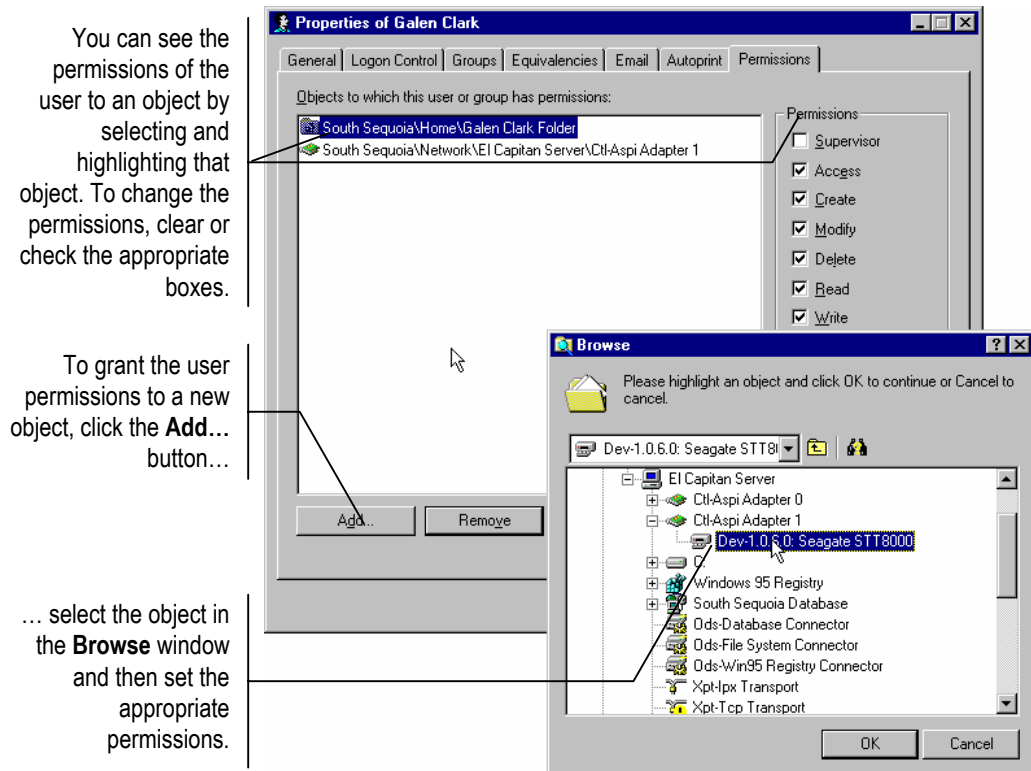 You can see the
permissions of the
user to an object by
selecting and
highlighting that
object. To change the
permissions, clear or
check the appropriate
boxes.
To grant the user
permissions to a new
object, click the Add…
button…
… select the object in
the Browse window
and then set the
appropriate
permissions.
Properties of Galen Clark
General Logon Control Groups Equivalencies Email Autoprint Permissions
Objects to which this user or group has permissions:
South Sequoia\Home\Galen Clark Folder
South Sequoia\Network\El Capitan Server\Ctl-Aspi Adapter 1
Permissions
Supervisor
Access
Create
Modify
Delete
Read
Write
Add...
Remove
Browse
Please highlight an object and click OK to continue or Cancel to
cancel.
Dev-1.0.6.0: Seagate STT8
El Capitan Server
Ctl-Aspi Adapter 0
Ctl-Aspi Adapter 1
Dev-1.0.6.0: Seagate STT8000
C:
Windows 95 Registry
South Sequoia Database
Ods-Database Connector
Ods-File System Connector
Ods-Win95 Registry Connector
Xpt-Ipx Transport
Xpt-Tcp Transport
OK
Cancel